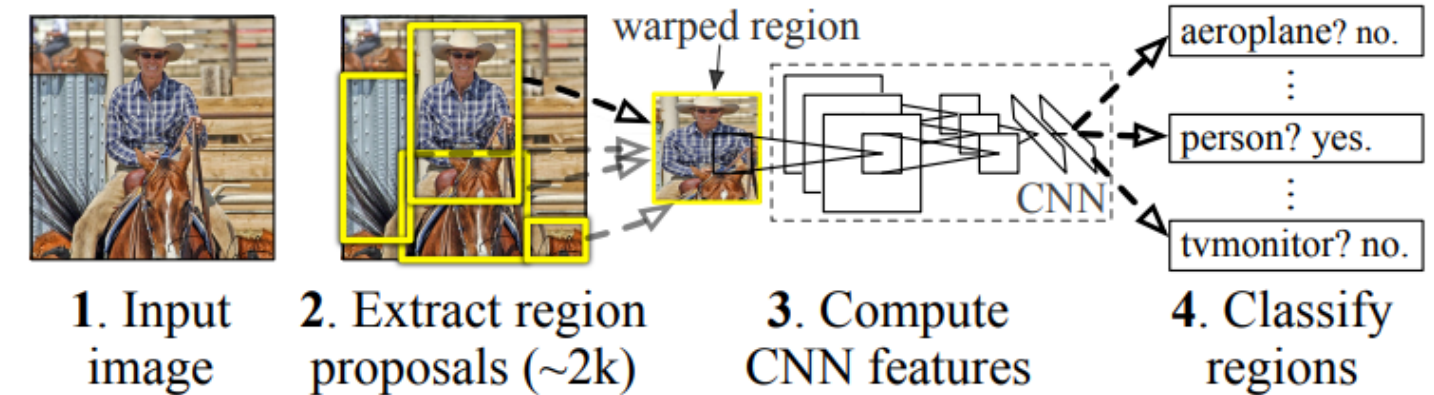 warped region
aeroplane? no.
⋮
person? yes.
CNN
⋮
tvmonitor? no.
1. Input
image
2. Extract region
proposals (~2k)
3. Compute
CNN features
4. Classify
regions